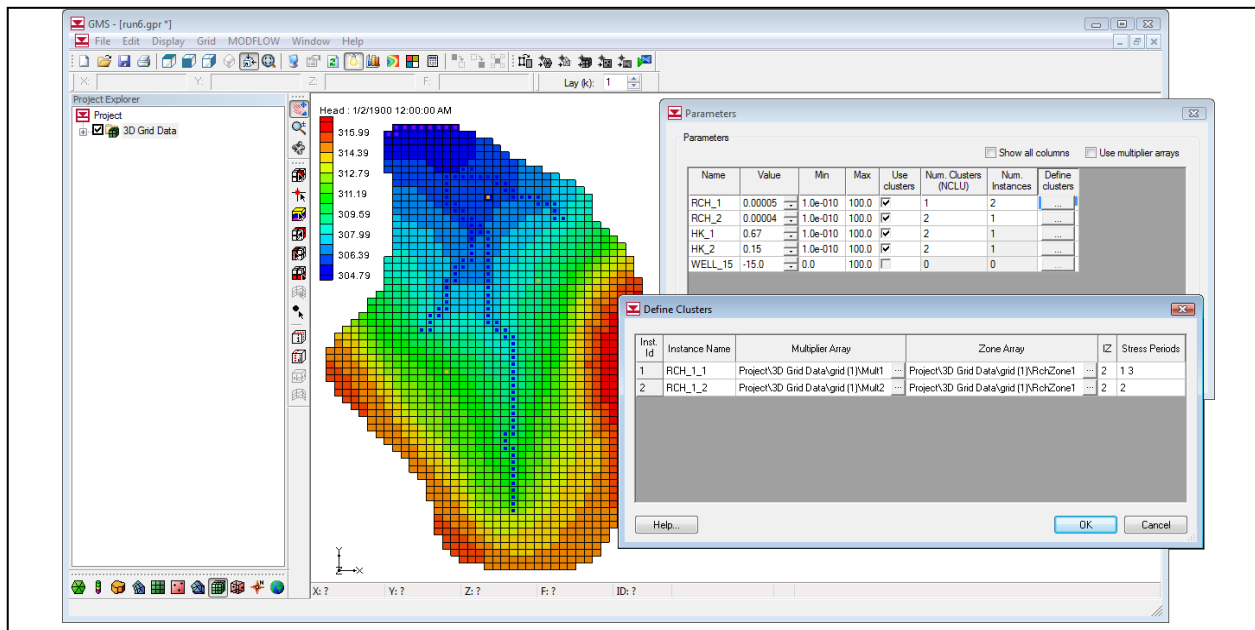 GMS - [run6.gpr *]
File Edit Display Grid MODFLOW Window Help
X: Y: Z: F: Lay (k): 1
Project Explorer
Project
3D Grid Data
Head : 1/2/1900 12:00:00 AM
315.99
314.39
312.79
311.19
309.59
307.99
306.39
304.79
Y
Z X
X: ? Y: ? Z: ? F: ? ID: ?
Parameters
Parameters
Show all columns Use multiplier arrays
Name Value Min Max Use clusters Num. Clusters (NCLU) Num. Instances Define clusters
RCH_1 0.00005 1.0e-010 100.0 1 2 ...
RCH_2 0.00004 1.0e-010 100.0 2 1 ...
HK_1 0.67 1.0e-010 100.0 2 1 ...
HK_2 0.15 1.0e-010 100.0 2 1 ...
WELL_15 -15.0 0.0 100.0 0 0 ...
Define Clusters
Inst. Id Instance Name Multiplier Array Zone Array IZ Stress Periods
1 RCH_1_1 Project\3D Grid Data\grid (1)\Mult1 ... Project\3D Grid Data\grid (1)\RchZone1 ... 2 1 3
2 RCH_1_2 Project\3D Grid Data\grid (1)\Mult2 ... Project\3D Grid Data\grid (1)\RchZone1 ... 2 2
Help... OK Cancel